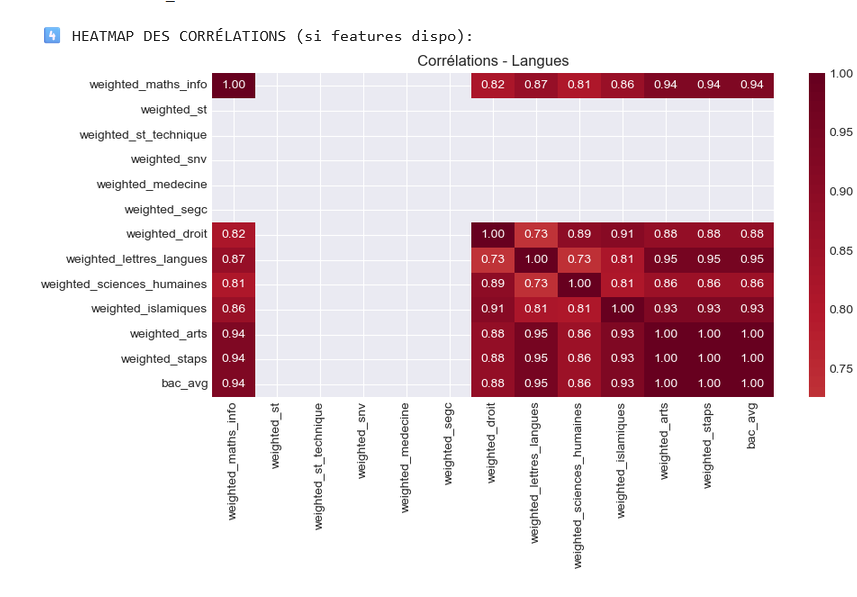 4 HEATMAP DES CORRÉLATIONS (si features dispo):
Corrélations - Langues
weighted_maths_info 1.00 0.82 0.87 0.81 0.86 0.94 0.94 0.94
weighted_st
weighted_st_technique
weighted_snv
weighted_medecine
weighted_segc
weighted_droit 0.82 1.00 0.73 0.89 0.91 0.88 0.88 0.88
weighted_lettres_langues 0.87 0.73 1.00 0.73 0.81 0.95 0.95 0.95
weighted_sciences_humaines 0.81 0.89 0.73 1.00 0.81 0.86 0.86 0.86
weighted_islamiques 0.86 0.91 0.81 0.81 1.00 0.93 0.93 0.93
weighted_arts 0.94 0.88 0.95 0.86 0.93 1.00 1.00 1.00
weighted_staps 0.94 0.88 0.95 0.86 0.93 1.00 1.00 1.00
bac_avg 0.94 0.88 0.95 0.86 0.93 1.00 1.00 1.00
weighted_maths_info
weighted_st
weighted_st_technique
weighted_snv
weighted_medecine
weighted_segc
weighted_droit
weighted_lettres_langues
weighted_sciences_humaines
weighted_islamiques
weighted_arts
weighted_staps
bac_avg
1.00
0.95
0.90
0.85
0.80
0.75